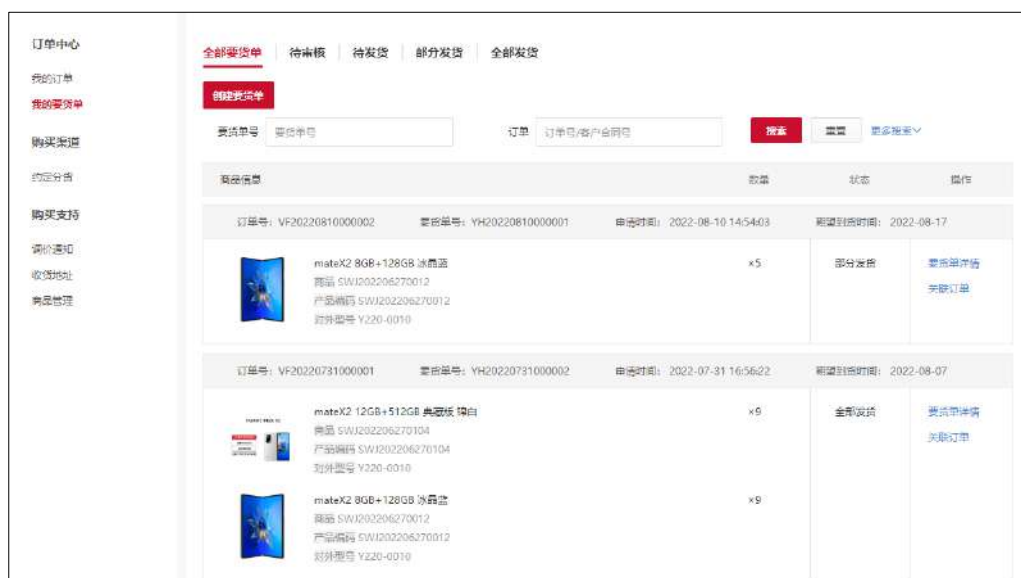 订单中心
我的订单
我的要货单
购买渠道
约定分货
购买支持
调价通知
收货地址
商品管理
全部要货单 待审核 待发货 部分发货 全部发货
创建要货单
要货单号 要货单号 订单 订单号/客户合同号 搜索 重置 更多搜索
商品信息 数量 状态 操作
订单号: VF20220810000002 要货单号: YH20220810000001 申请时间: 2022-08-10 14:54:03 期望到货时间: 2022-08-17
mateX2 8GB+128GB 冰晶蓝 ×5 部分发货 要货单详情
商品 SWJ202206270012 关联订单
产品编码 SWJ202206270012
对外型号 Y220-0010
订单号: VF20220731000001 要货单号: YH20220731000002 申请时间: 2022-07-31 16:56:22 期望到货时间: 2022-08-07
mateX2 12GB+512GB 典藏板 锦白 ×9 全部发货 要货单详情
商品 SWJ202206270104 关联订单
产品编码 SWJ202206270104
对外型号 Y220-0010
mateX2 8GB+128GB 冰晶蓝 ×9
商品 SWJ202206270012
产品编码 SWJ202206270012
对外型号 Y220-0010